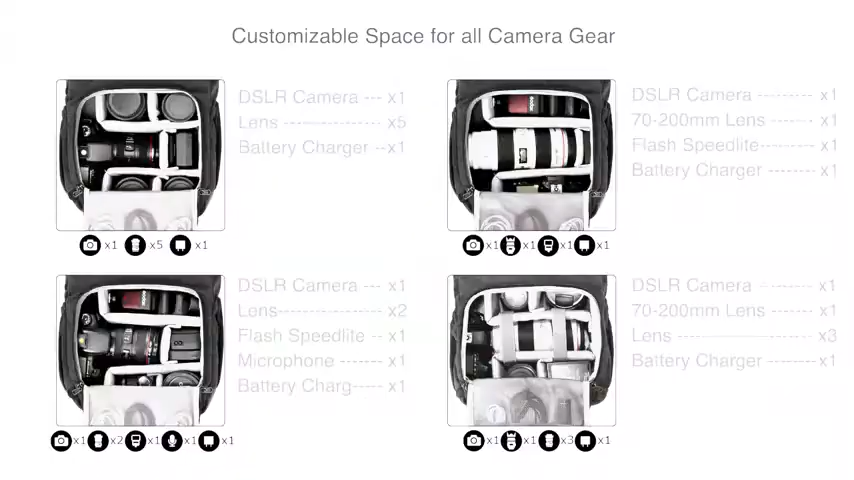 Customizable Space for all Camera Gear
DSLR Camera --- x1
Lens -------------- x5
Battery Charger -- x1
x1 x5 x1
DSLR Camera --------- x1
70-200mm Lens ------ x1
Flash Speedlite-------- x1
Battery Charger ------- x1
x1 x1 x1 x1
DSLR Camera --- x1
Lens-------------- x2
Flash Speedlite -- x1
Microphone ------- x1
Battery Charg----- x1
x1 x2 x1 x1 x1
DSLR Camera --------- x1
70-200mm Lens ------ x1
Lens -------------------- x3
Battery Charger ------- x1
x1 x1 x3 x1